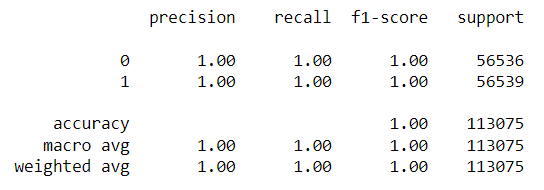 precision recall f1-score support
0 1.00 1.00 1.00 56536
1 1.00 1.00 1.00 56539
accuracy 1.00 113075
macro avg 1.00 1.00 1.00 113075
weighted avg 1.00 1.00 1.00 113075